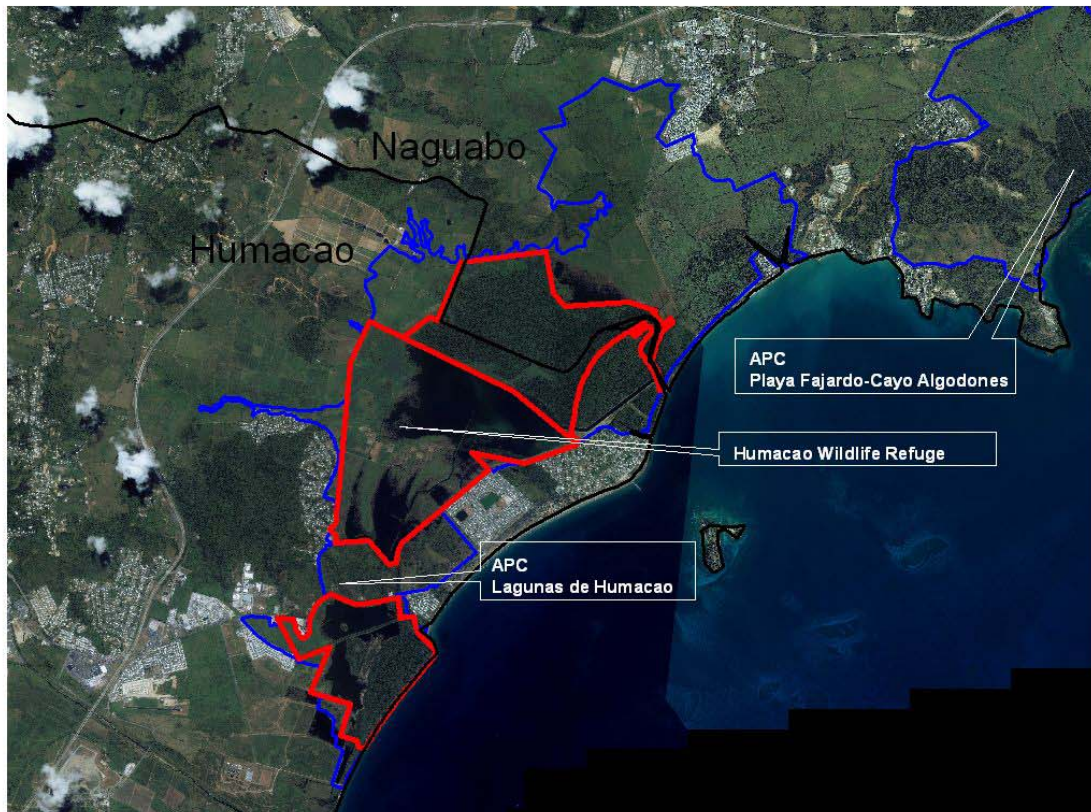 Naguabo
Humacao
APC
Playa Fajardo-Cayo Algodones
Humacao Wildlife Refuge
APC
Lagunas de Humacao